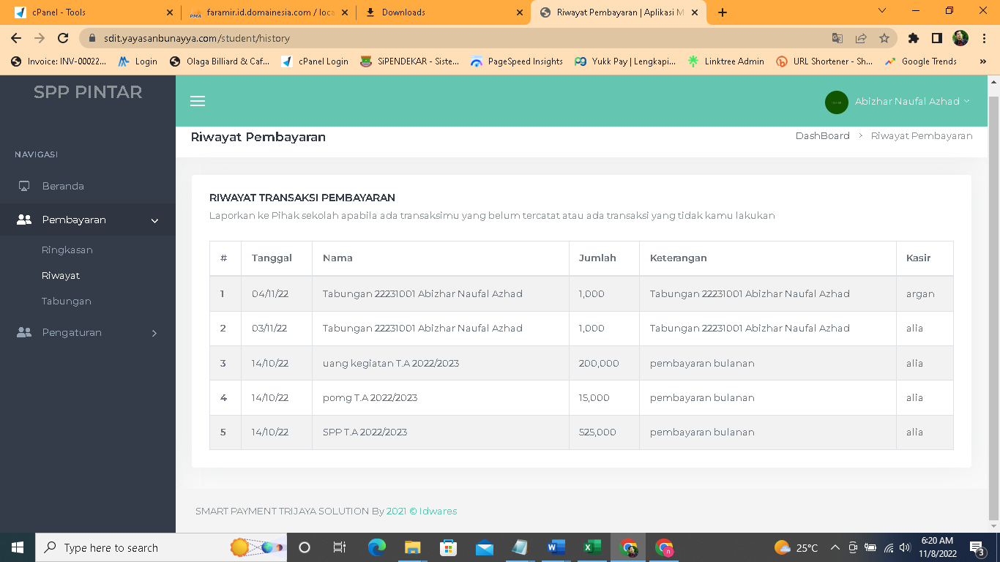 cPanel - Tools
faramir.id.domainesia.com / loca
Downloads
Riwayat Pembayaran | Aplikasi M
sdit.yayasanbunayya.com/student/history
Invoice: INV-00022... Login Olaga Billiard & Caf... cPanel Login SiPENDEKAR - Siste... PageSpeed Insights Yukk Pay | Lengkapi... Linktree Admin URL Shortener - Sh... Google Trends »
SPP PINTAR
Abizhar Naufal Azhad
Riwayat Pembayaran
DashBoard > Riwayat Pembayaran
NAVIGASI
Beranda
Pembayaran
Ringkasan
Riwayat
Tabungan
Pengaturan
RIWAYAT TRANSAKSI PEMBAYARAN
Laporkan ke Pihak sekolah apabila ada transaksimu yang belum tercatat atau ada transaksi yang tidak kamu lakukan
# Tanggal Nama Jumlah Keterangan Kasir
1 04/11/22 Tabungan 22231001 Abizhar Naufal Azhad 1,000 Tabungan 22231001 Abizhar Naufal Azhad argan
2 03/11/22 Tabungan 22231001 Abizhar Naufal Azhad 1,000 Tabungan 22231001 Abizhar Naufal Azhad alia
3 14/10/22 uang kegiatan T.A 2022/2023 200,000 pembayaran bulanan alia
4 14/10/22 pomg T.A 2022/2023 15,000 pembayaran bulanan alia
5 14/10/22 SPP T.A 2022/2023 525,000 pembayaran bulanan alia
SMART PAYMENT TRIJAYA SOLUTION By 2021 © Idwares
Type here to search
25°C
6:20 AM
11/8/2022
3